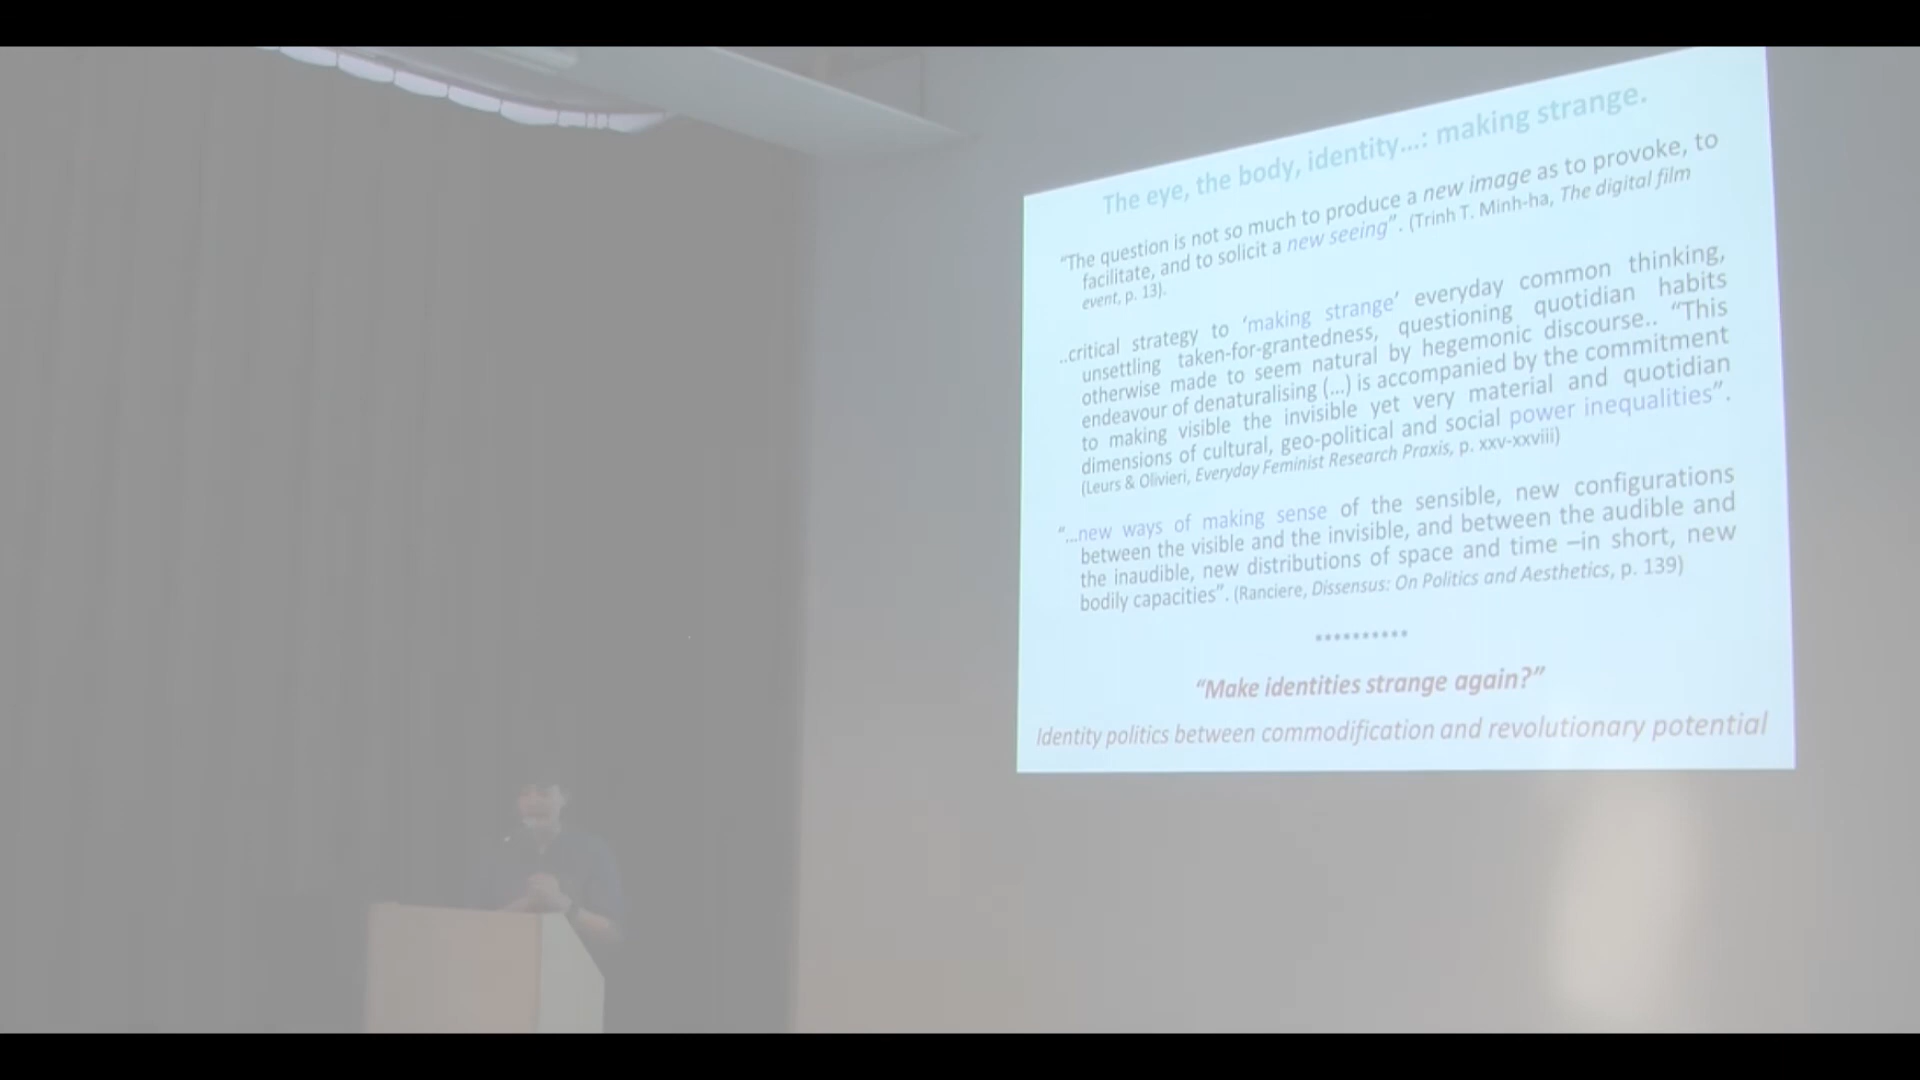 The eye, the body, identity...: making strange.
“The question is not so much to produce a new image as to provoke, to
facilitate, and to solicit a new seeing”. (Trinh T. Minh-ha, The digital film
event, p. 13).
..critical strategy to ‘making strange’ everyday common thinking,
unsettling taken-for-grantedness, questioning quotidian habits
otherwise made to seem natural by hegemonic discourse.. “This
endeavour of denaturalising (...) is accompanied by the commitment
to making visible the invisible yet very material and quotidian
dimensions of cultural, geo-political and social power inequalities”.
(Leurs & Olivieri, Everyday Feminist Research Praxis, p. xxv-xxviii)
“...new ways of making sense of the sensible, new configurations
between the visible and the invisible, and between the audible and
the inaudible, new distributions of space and time –in short, new
bodily capacities”. (Ranciere, Dissensus: On Politics and Aesthetics, p. 139)
..........
“Make identities strange again?”
Identity politics between commodification and revolutionary potential